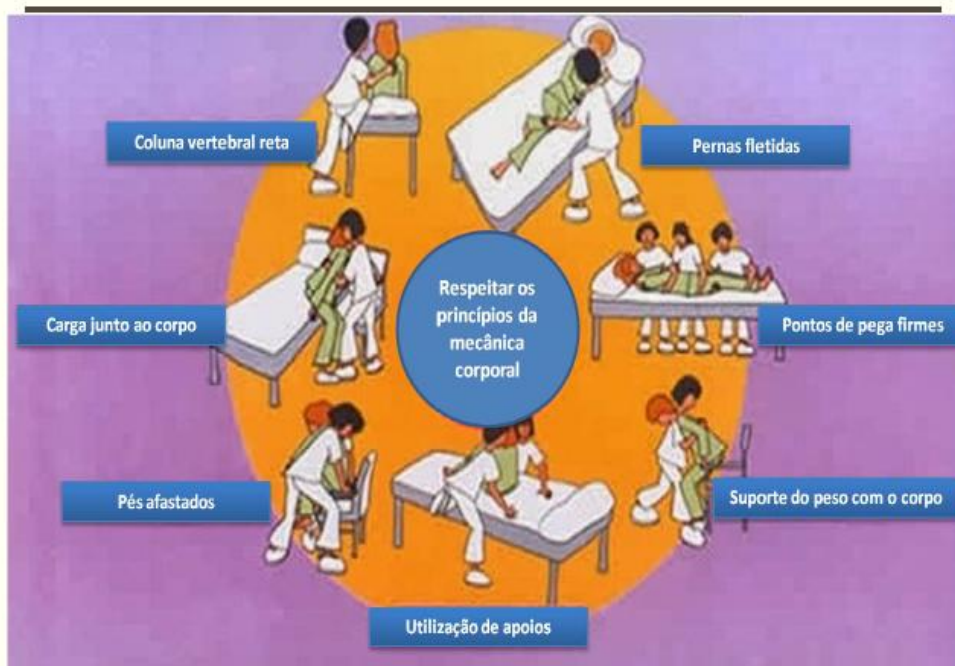 Coluna vertebral reta
Pernas fletidas
Respeitar os
princípios da
mecânica
corporal
Carga junto ao corpo
Pontos de pega firmes
Pés afastados
Suporte do peso com o corpo
Utilização de apoios